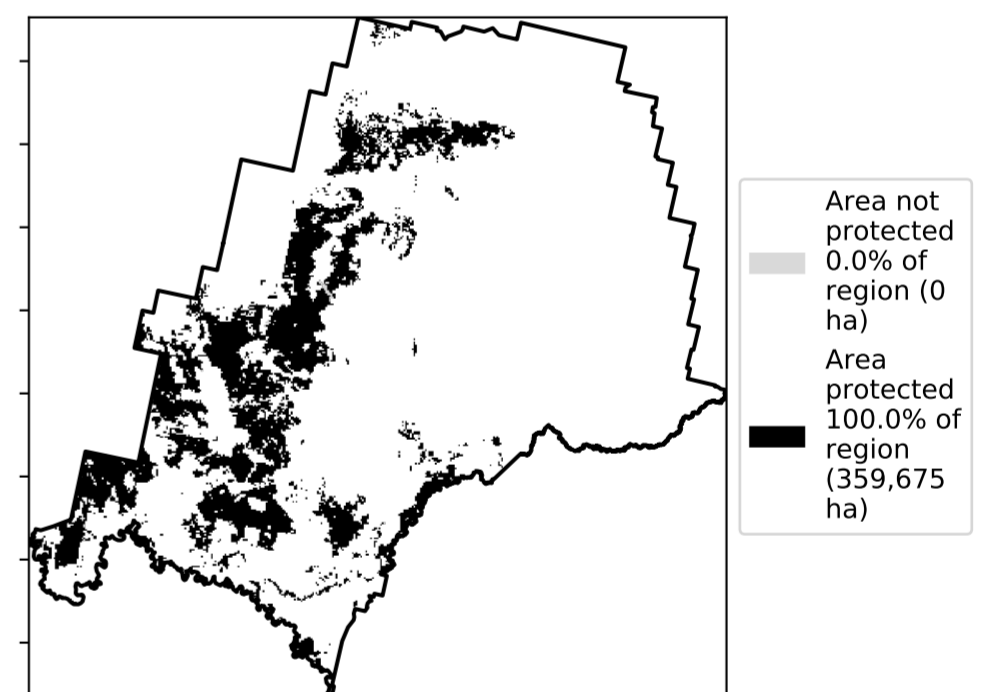 Area not
protected
0.0% of
region (0
ha)
Area
protected
100.0% of
region
(359,675
ha)